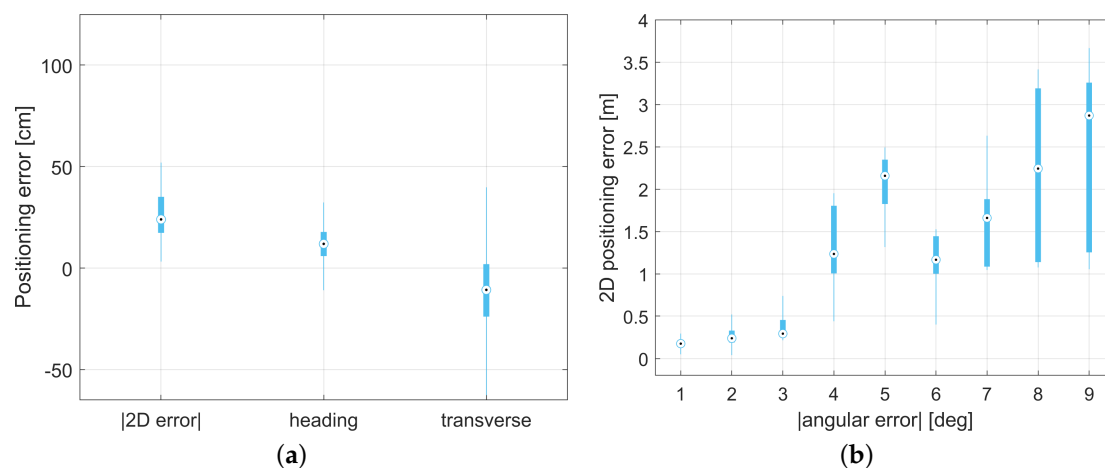 Positioning error [cm]
100
50
0
-50
|2D error|
heading
transverse
(a)
2D positioning error [m]
4
3.5
3
2.5
2
1.5
1
0.5
0
1 2 3 4 5 6 7 8 9
|angular error| [deg]
(b)